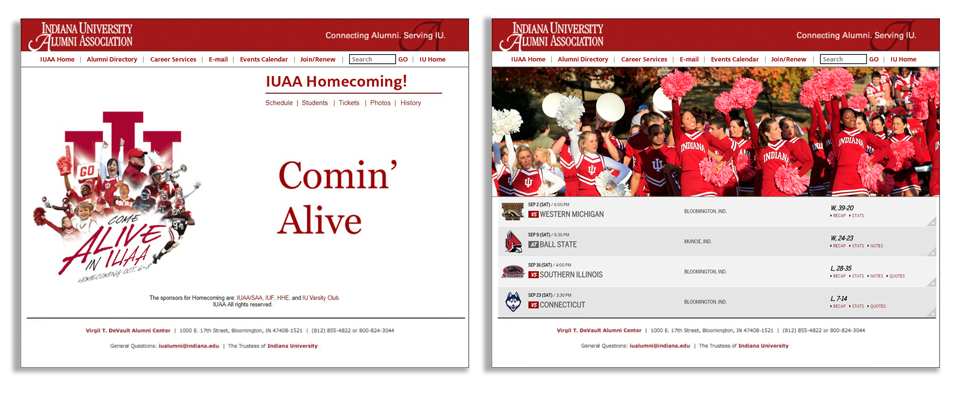 INDIANA UNIVERSITY
ALUMNI ASSOCIATION
Connecting Alumni. Serving IU.
IUAA Home | Alumni Directory | Career Services | E-mail | Events Calendar | Join/Renew | Search GO | IU Home
IUAA Homecoming!
Schedule | Students | Tickets | Photos | History
GO
COME
ALIVE
IN IUAA
HOMECOMING OCT. 6-8
Comin’
Alive
The sponsors for Homecoming are: IUAA/SAA, IUF, HHE, and IU Varsity Club
IUAA All rights reserved.
Virgil T. DeVault Alumni Center | 1000 E. 17th Street, Bloomington, IN 47408-1521 | (812) 855-4822 or 800-824-3044
General Questions: iualumni@indiana.edu | The Trustees of Indiana University
INDIANA UNIVERSITY
ALUMNI ASSOCIATION
Connecting Alumni. Serving IU.
IUAA Home | Alumni Directory | Career Services | E-mail | Events Calendar | Join/Renew | Search GO | IU Home
INDIANA
INDIANA
INDIANA
SEP 2 (SAT) / 6:00 PM
VS WESTERN MICHIGAN
BLOOMINGTON, IND.
W, 39-20
RECAP STATS
SEP 9 (SAT) / 6:30 PM
AT BALL STATE
MUNCIE, IND.
W, 24-23
RECAP STATS NOTES
SEP 16 (SAT) / 4:00 PM
VS SOUTHERN ILLINOIS
BLOOMINGTON, IND.
L, 28-35
RECAP STATS NOTES QUOTES
SEP 23 (SAT) / 3:30 PM
VS CONNECTICUT
BLOOMINGTON, IND.
L, 7-14
RECAP STATS QUOTES
Virgil T. DeVault Alumni Center | 1000 E. 17th Street, Bloomington, IN 47408-1521 | (812) 855-4822 or 800-824-3044
General Questions: iualumni@indiana.edu | The Trustees of Indiana University